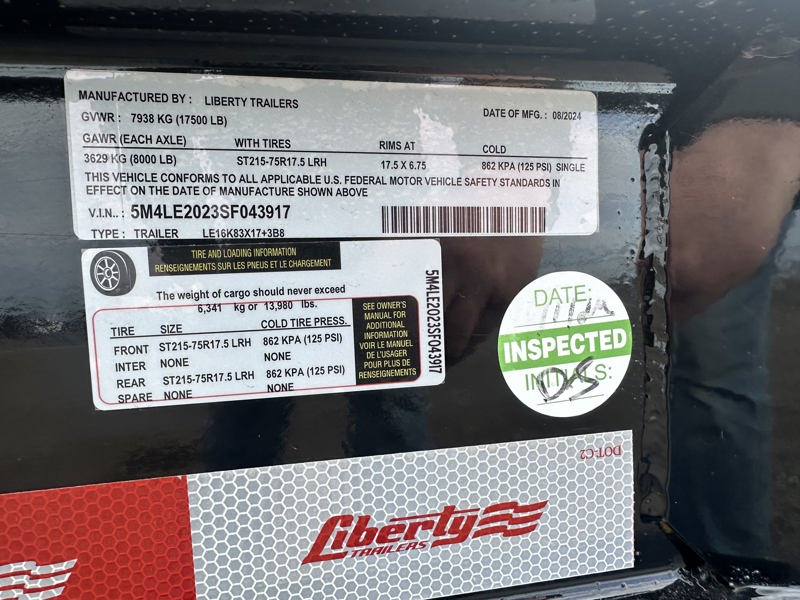 MANUFACTURED BY : LIBERTY TRAILERS
GVWR : 7938 KG (17500 LB) DATE OF MFG. : 08/2024
GAWR (EACH AXLE) WITH TIRES RIMS AT COLD
3629 KG (8000 LB) ST215-75R17.5 LRH 17.5 X 6.75 862 KPA (125 PSI) SINGLE
THIS VEHICLE CONFORMS TO ALL APPLICABLE U.S. FEDERAL MOTOR VEHICLE SAFETY STANDARDS IN
EFFECT ON THE DATE OF MANUFACTURE SHOWN ABOVE
V.I.N.: 5M4LE2023SF043917
TYPE : TRAILER LE16K83X17+3B8
TIRE AND LOADING INFORMATION
RENSEIGNEMENTS SUR LES PNEUS ET LE CHARGEMENT
The weight of cargo should never exceed
6,341 kg or 13,980 lbs.
TIRE SIZE COLD TIRE PRESS.
FRONT ST215-75R17.5 LRH 862 KPA (125 PSI)
INTER NONE NONE
REAR ST215-75R17.5 LRH 862 KPA (125 PSI)
SPARE NONE NONE
SEE OWNER'S
MANUAL FOR
ADDITIONAL
INFORMATION
VOIR LE MANUEL
DE L'USAGER
POUR PLUS DE
RENSEIGNEMENTS
5M4LE2023SF043917
DATE:
INSPECTED
INITIALS:
DOT-C2
Liberty
TRAILERS